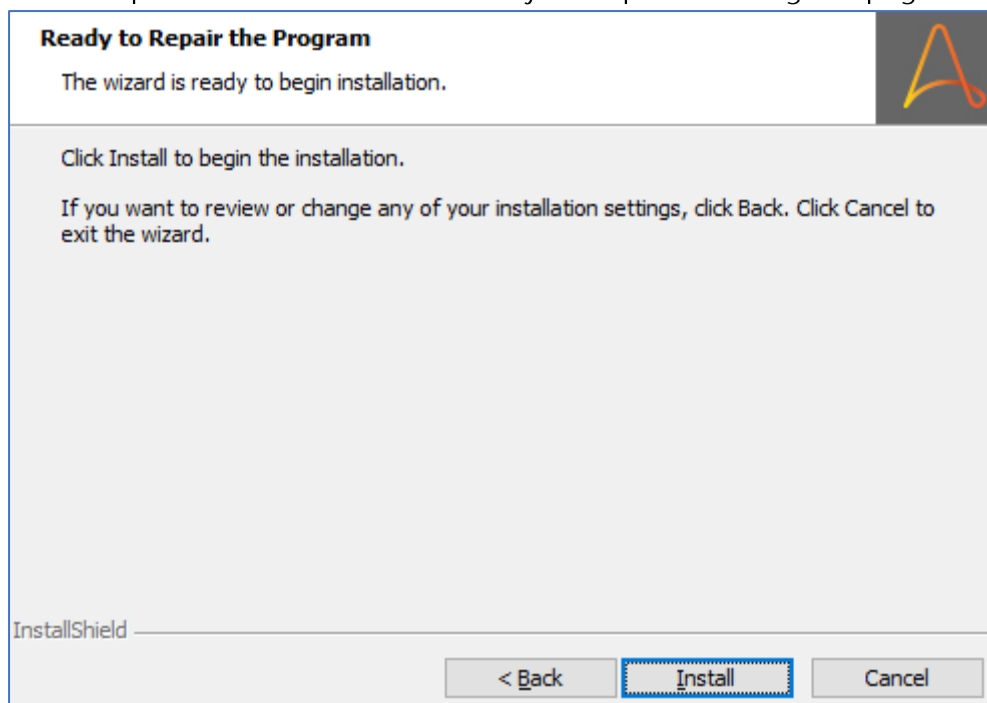 Ready to Repair the Program
The wizard is ready to begin installation.
Click Install to begin the installation.
If you want to review or change any of your installation settings, click Back. Click Cancel to
exit the wizard.
InstallShield
< Back Install Cancel